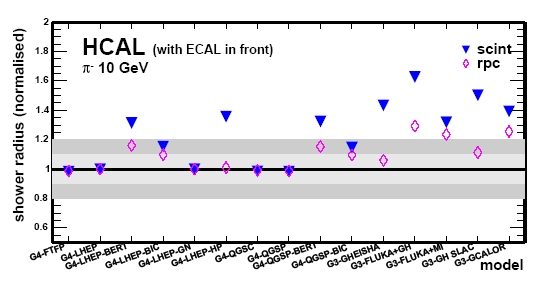 HCAL (with ECAL in front)
π- 10 GeV
scint
rpc
shower radius (normalised)
2
1.8
1.6
1.4
1.2
1
0.8
0.6
G4-FTFP
G4-LHEP
G4-LHEP-BERT
G4-LHEP-BIC
G4-LHEP-GN
G4-LHEP-HP
G4-QGSC
G4-QGSP
G4-QGSP-BERT
G4-QGSP-BIC
G3-GHEISHA
G3-FLUKA+GH
G3-FLUKA+MI
G3-GH SLAC
G3-GCALOR
model